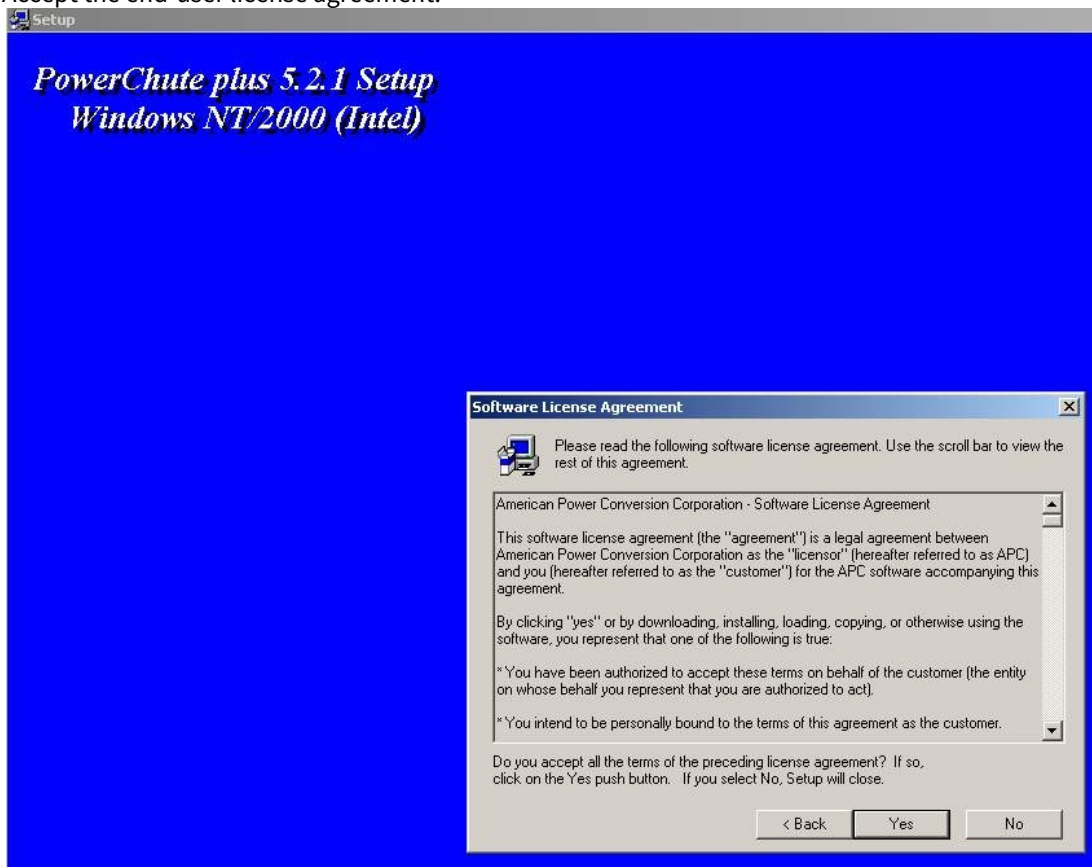 Accept the end-user license agreement.
Setup
PowerChute plus 5.2.1 Setup
Windows NT/2000 (Intel)
Software License Agreement
Please read the following software license agreement. Use the scroll bar to view the
rest of this agreement.
American Power Conversion Corporation - Software License Agreement
This software license agreement (the "agreement") is a legal agreement between
American Power Conversion Corporation as the "licensor" (hereafter referred to as APC)
and you (hereafter referred to as the "customer") for the APC software accompanying this
agreement.
By clicking "yes" or by downloading, installing, loading, copying, or otherwise using the
software, you represent that one of the following is true:
* You have been authorized to accept these terms on behalf of the customer (the entity
on whose behalf you represent that you are authorized to act).
* You intend to be personally bound to the terms of this agreement as the customer.
Do you accept all the terms of the preceding license agreement? If so,
click on the Yes push button. If you select No, Setup will close.
< Back Yes No